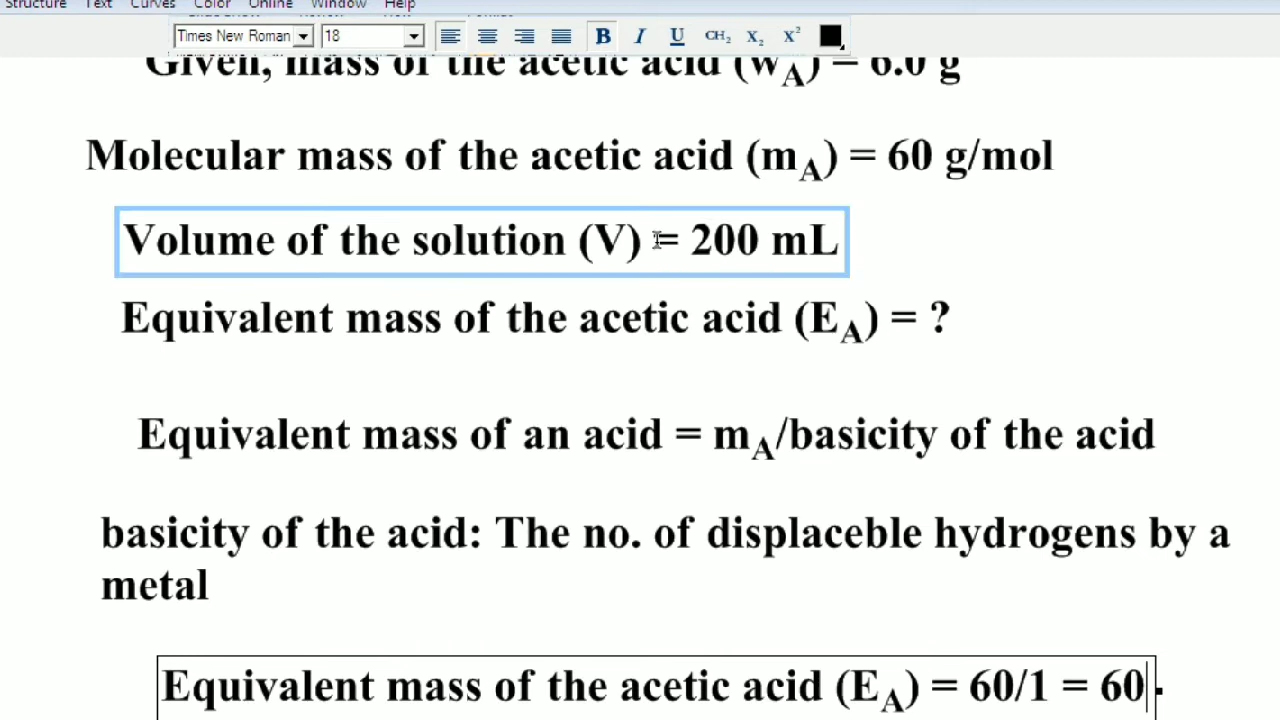 Structure Text Curves Color Online Window Help
Times New Roman 18 B I U CH₂ X₂ X²
Given, mass of the acetic acid (wA) = 6.0 g
Molecular mass of the acetic acid (mA) = 60 g/mol
Volume of the solution (V) = 200 mL
Equivalent mass of the acetic acid (EA) = ?
Equivalent mass of an acid = mA/basicity of the acid
basicity of the acid: The no. of displaceble hydrogens by a
metal
Equivalent mass of the acetic acid (EA) = 60/1 = 60